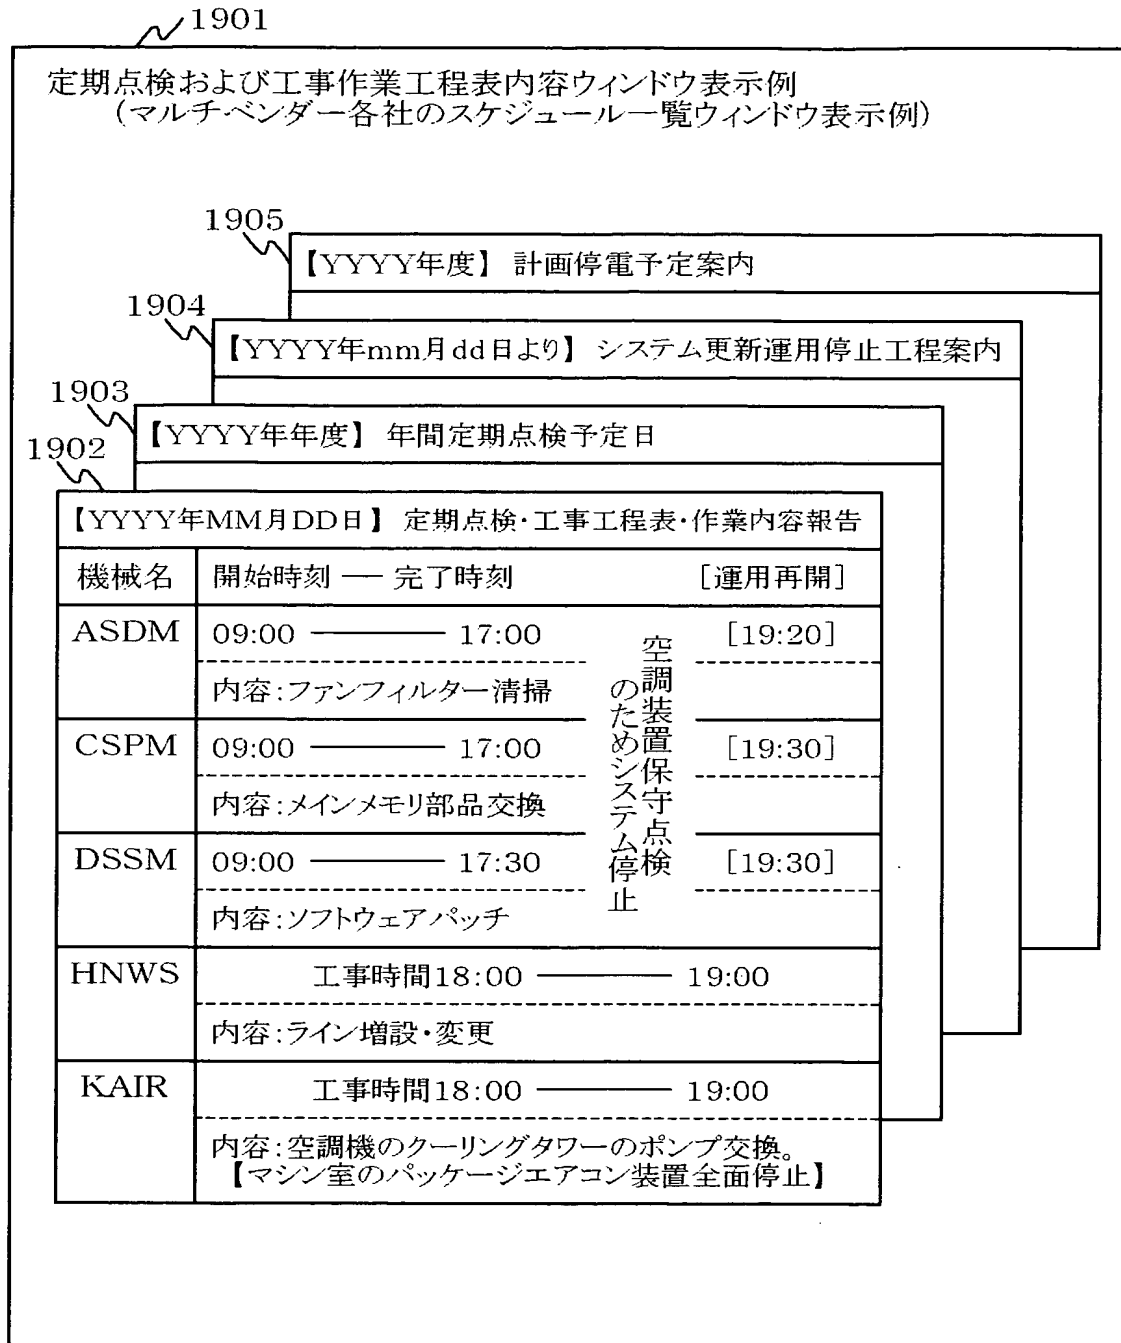 1901
定期点検および工事作業工程表内容ウィンドウ表示例
(マルチベンダー各社のスケジュール一覧ウィンドウ表示例)
1905
【YYYY年度】 計画停電予定案内
1904
【YYYY年mm月dd日より】 システム更新運用停止工程案内
1903
【YYYY年年度】 年間定期点検予定日
1902
【YYYY年MM月DD日】 定期点検・工事工程表・作業内容報告
機械名 開始時刻 ― 完了時刻 [運用再開]
ASDM 09:00 ――― 17:00 [19:20]
内容:ファンフィルター清掃
CSPM 09:00 ――― 17:00 [19:30]
内容:メインメモリ部品交換
DSSM 09:00 ――― 17:30 [19:30]
内容:ソフトウェアパッチ
空調装置保守点検
のためシステム停止
HNWS 工事時間18:00 ――― 19:00
内容:ライン増設・変更
KAIR 工事時間18:00 ――― 19:00
内容:空調機のクーリングタワーのポンプ交換。
【マシン室のパッケージエアコン装置全面停止】